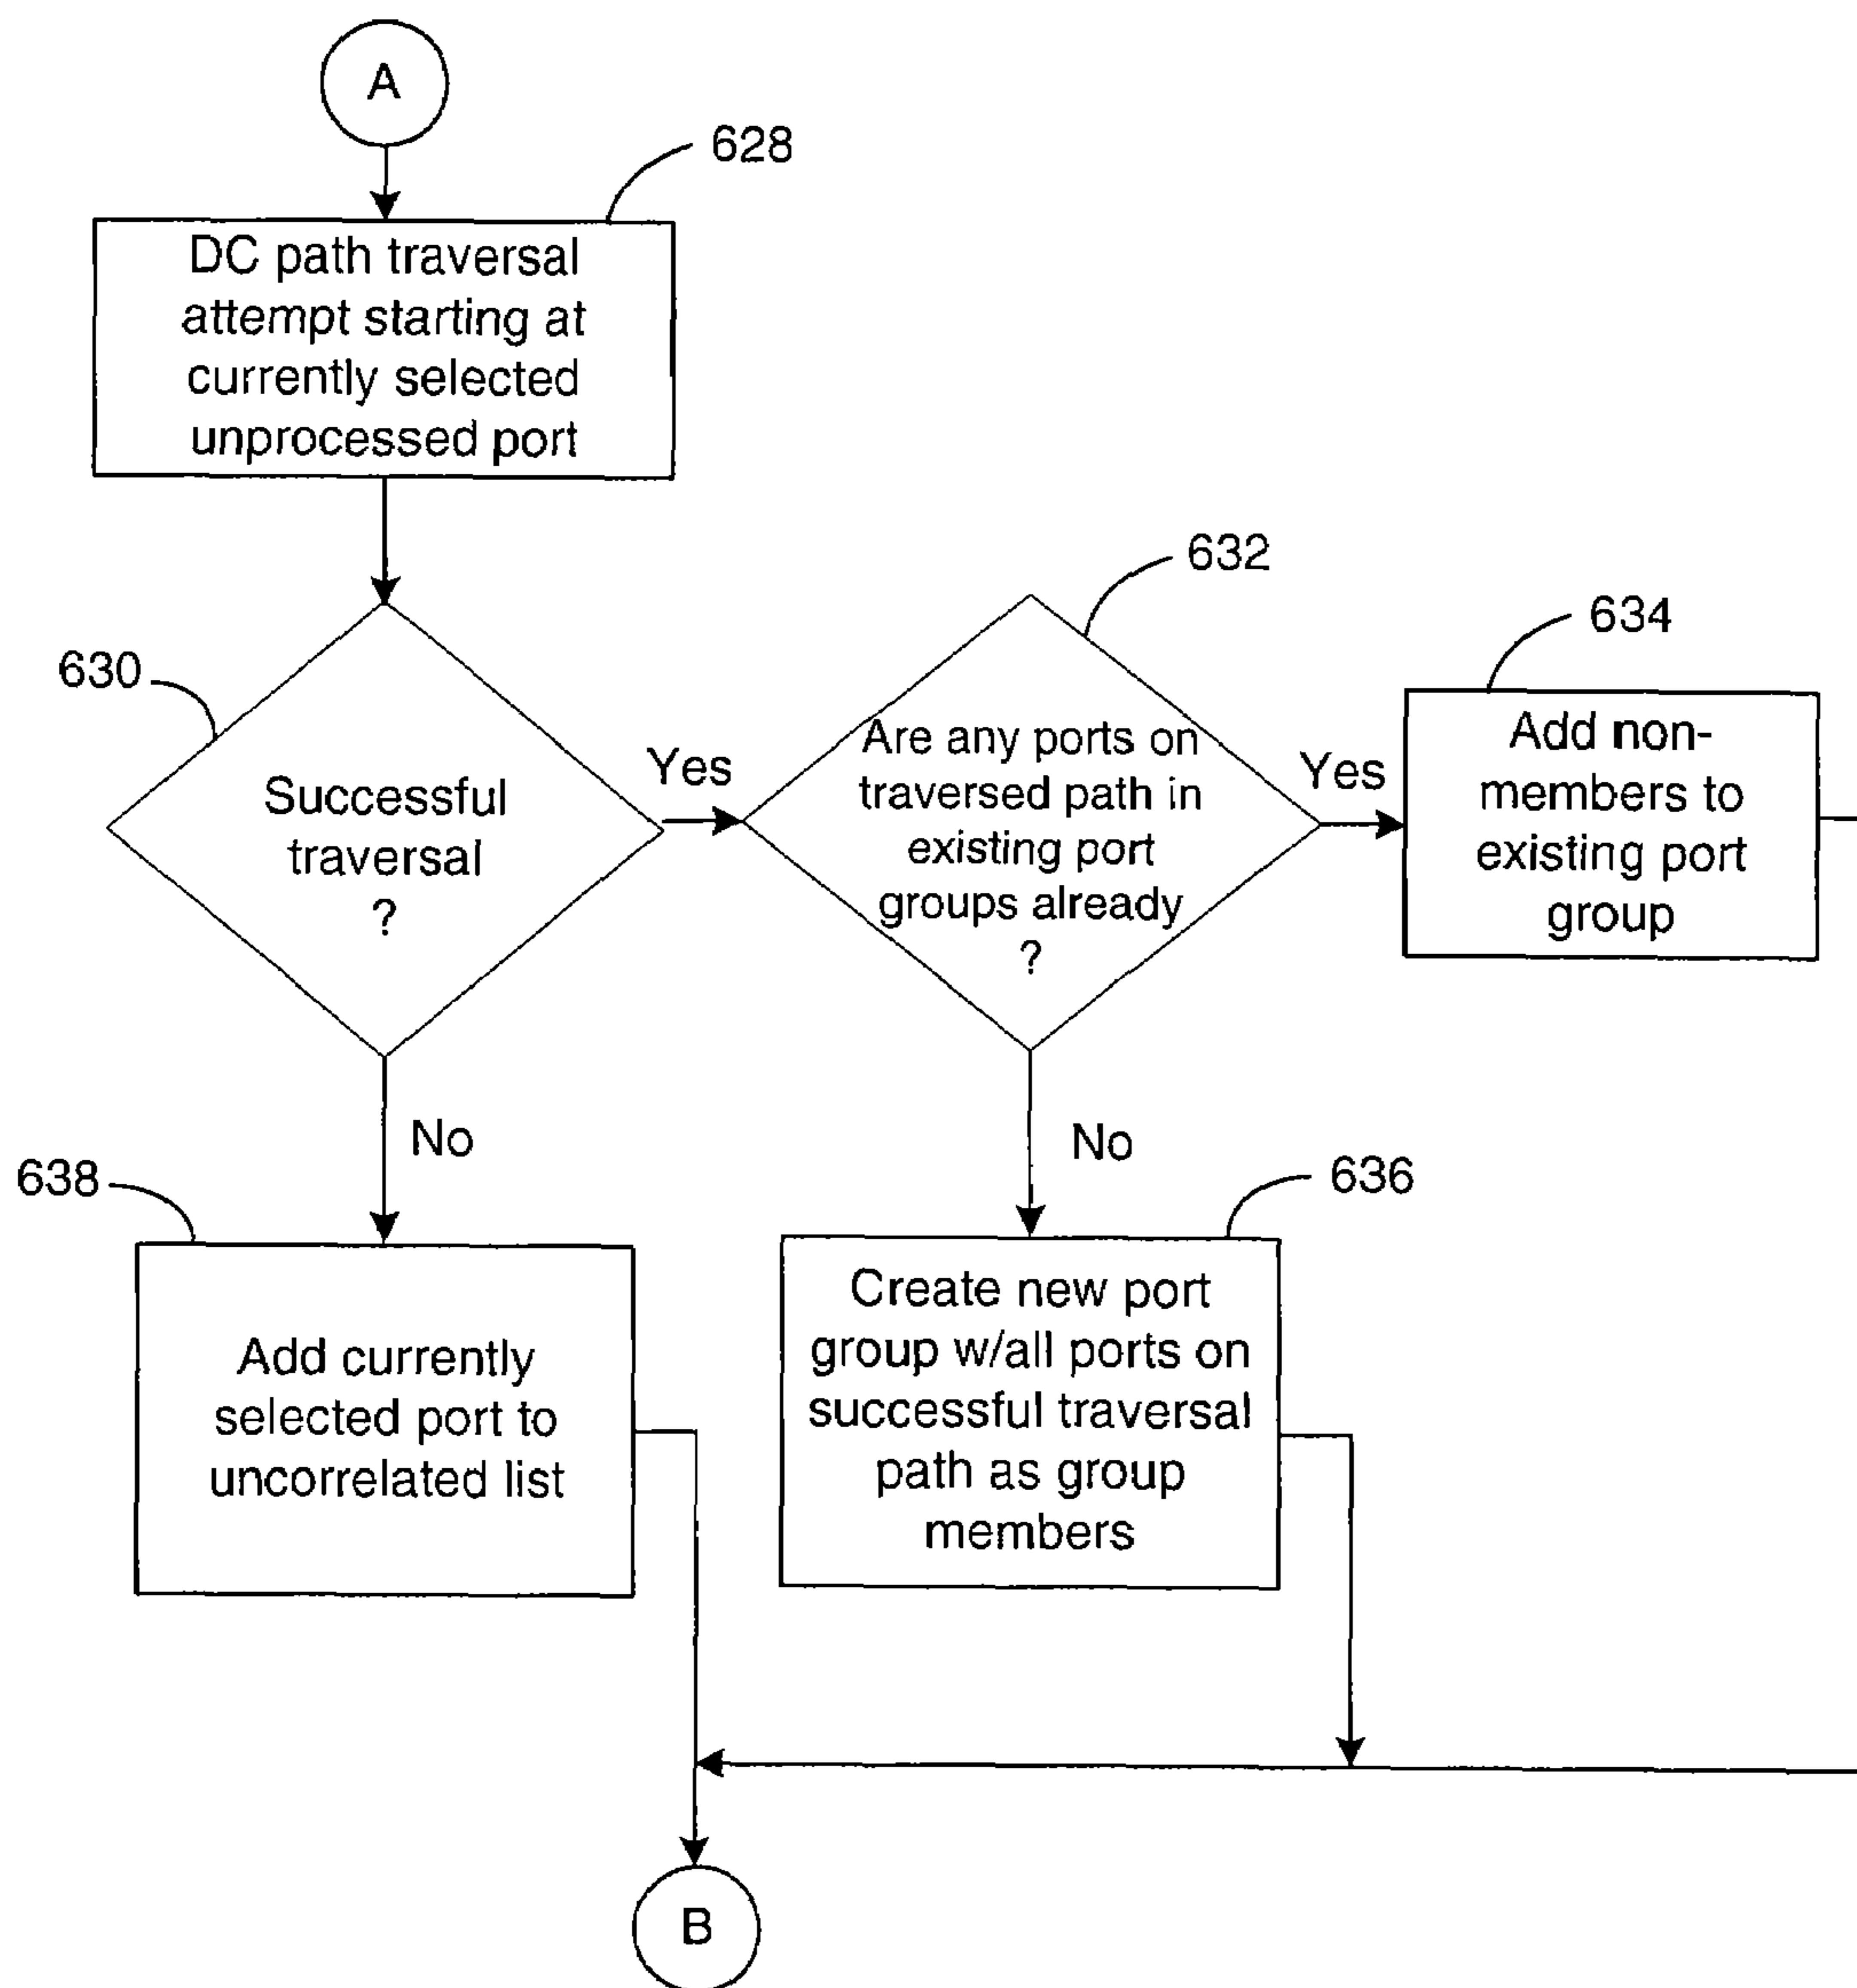 A
628
DC path traversal
attempt starting at
currently selected
unprocessed port
630
Successful
traversal
?
Yes
632
Are any ports on
traversed path in
existing port
groups already
?
Yes
634
Add non-
members to
existing port
group
No
No
638
Add currently
selected port to
uncorrelated list
636
Create new port
group w/all ports on
successful traversal
path as group
members
B